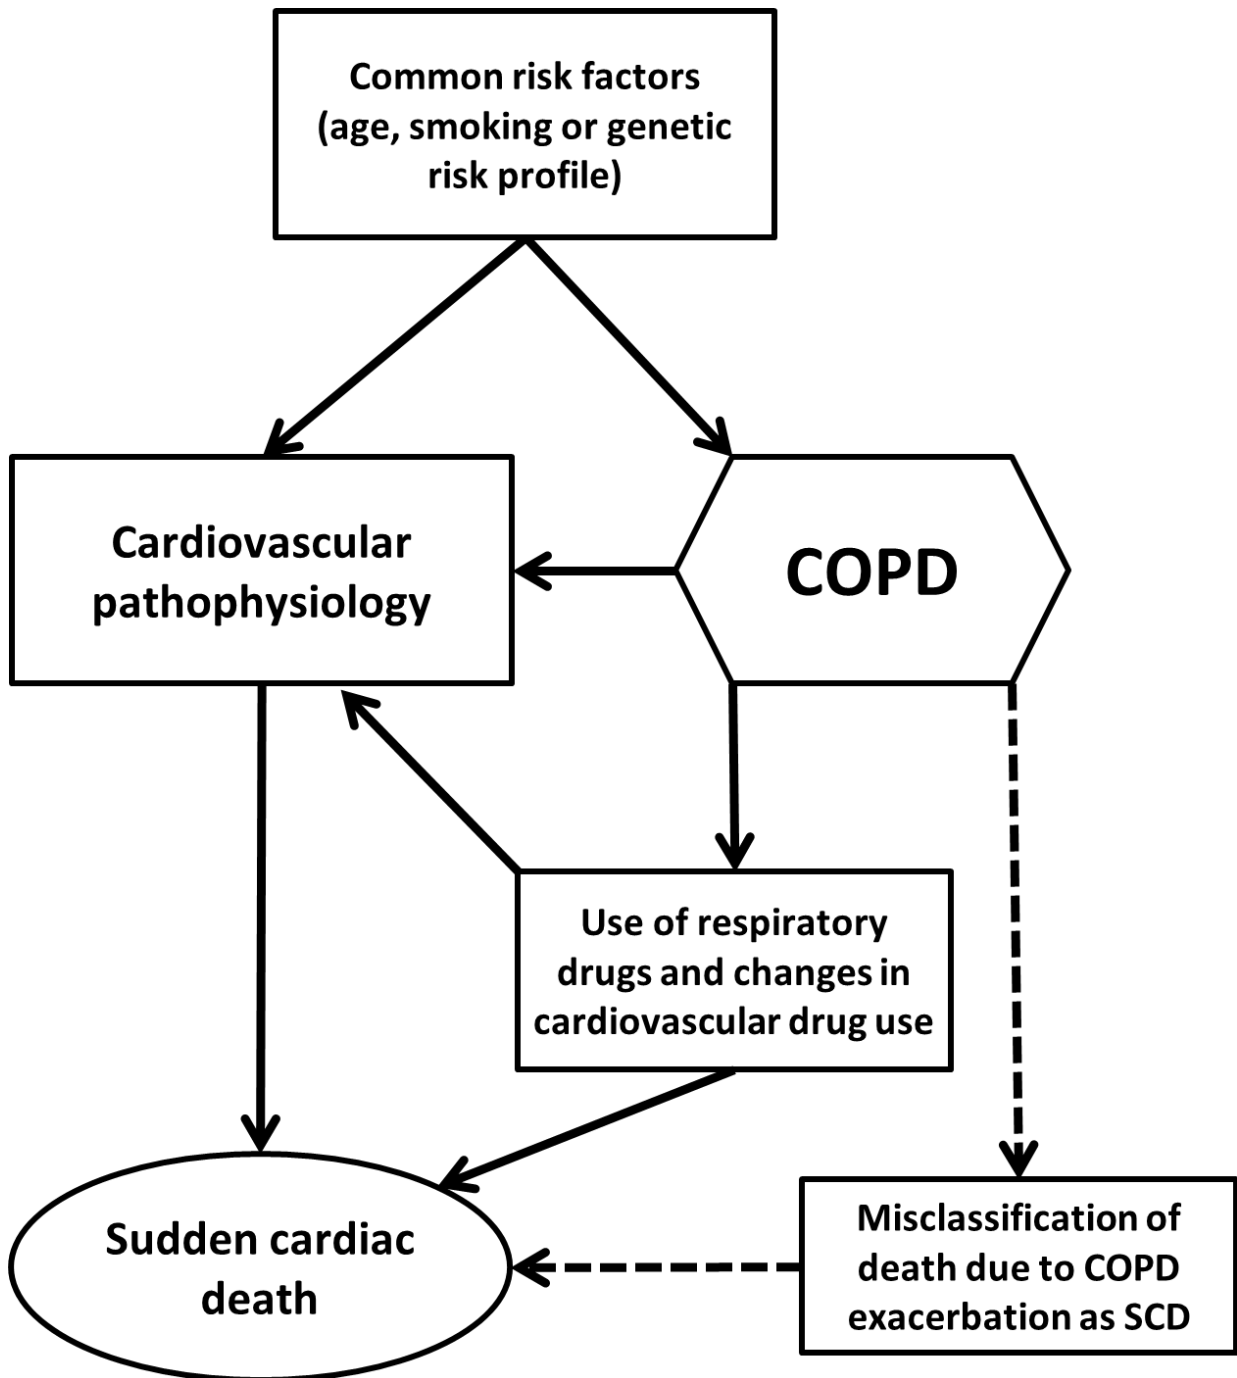 Common risk factors
(age, smoking or genetic
risk profile)
Cardiovascular
pathophysiology
COPD
Use of respiratory
drugs and changes in
cardiovascular drug use
Sudden cardiac
death
Misclassification of
death due to COPD
exacerbation as SCD